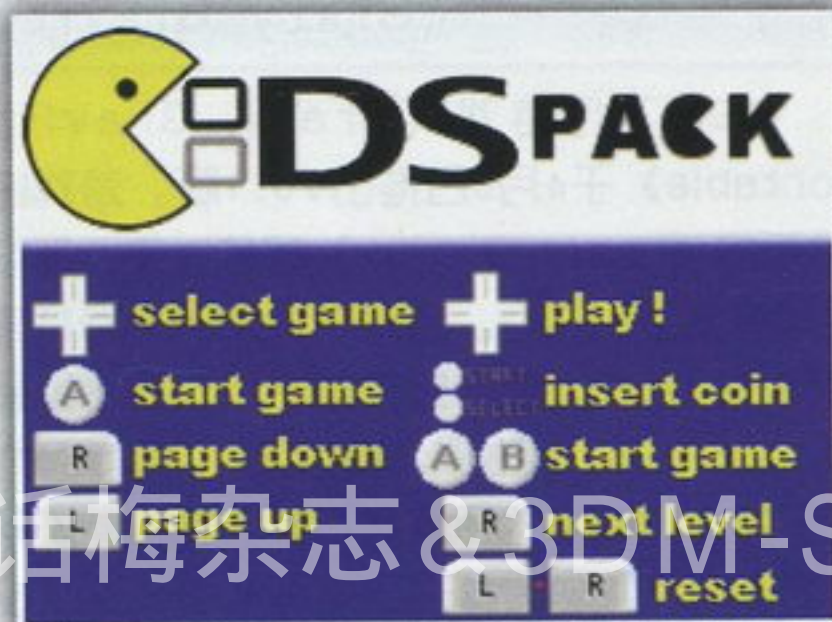 DS PACK
select game
play !
A start game
START
SELECT insert coin
R page down
A B start game
L page up
R next level
L - R reset
活梅杂志&3DM-S